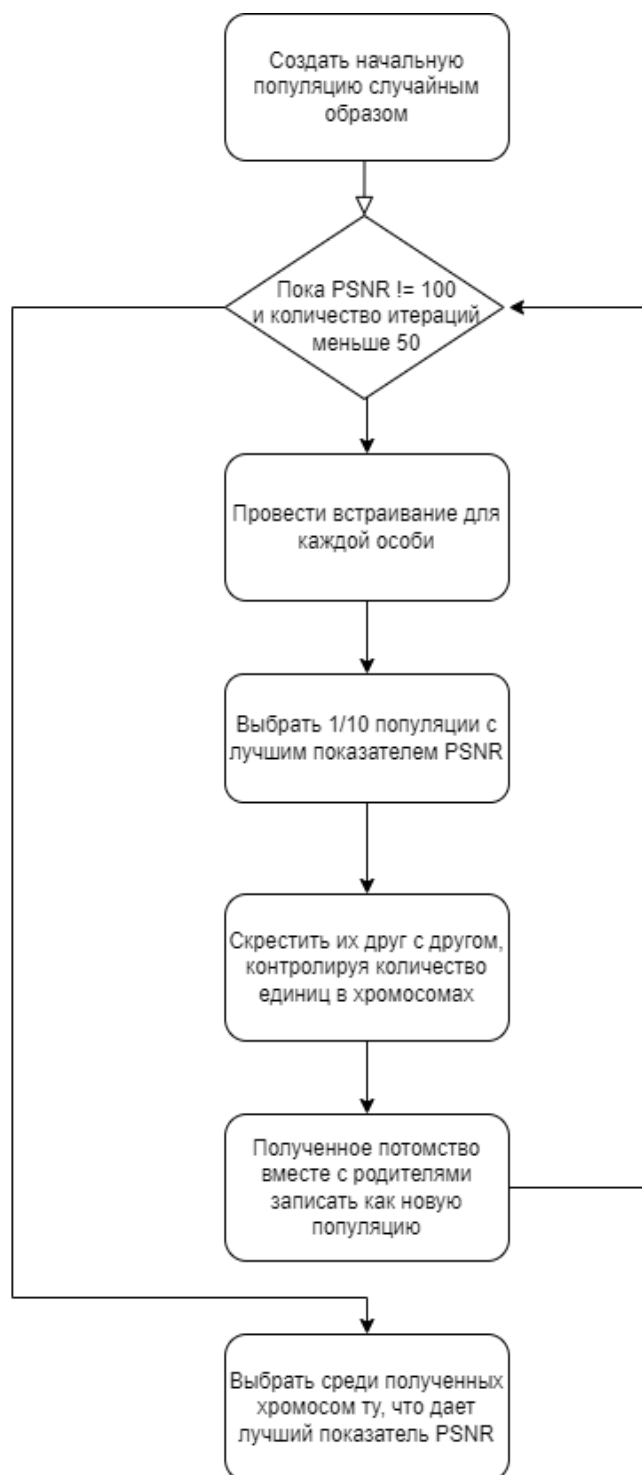 Создать начальную
популяцию случайным
образом
Пока PSNR != 100
и количество итераций
меньше 50
Провести встраивание для
каждой особи
Выбрать 1/10 популяции с
лучшим показателем PSNR
Скрестить их друг с другом,
контролируя количество
единиц в хромосомах
Полученное потомство
вместе с родителями
записать как новую
популяцию
Выбрать среди полученных
хромосом ту, что дает
лучший показатель PSNR